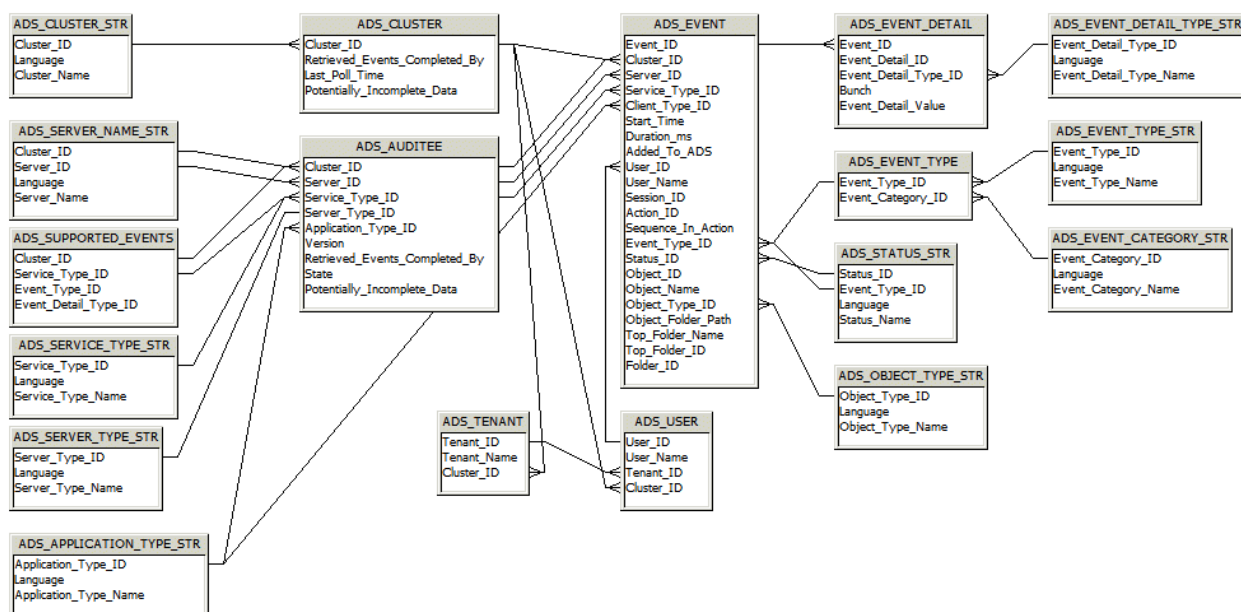 ADS_CLUSTER_STR
Cluster_ID
Language
Cluster_Name
ADS_SERVER_NAME_STR
Cluster_ID
Server_ID
Language
Server_Name
ADS_SUPPORTED_EVENTS
Cluster_ID
Service_Type_ID
Event_Type_ID
Event_Detail_Type_ID
ADS_SERVICE_TYPE_STR
Service_Type_ID
Language
Service_Type_Name
ADS_SERVER_TYPE_STR
Server_Type_ID
Language
Server_Type_Name
ADS_APPLICATION_TYPE_STR
Application_Type_ID
Language
Application_Type_Name
ADS_CLUSTER
Cluster_ID
Retrieved_Events_Completed_By
Last_Poll_Time
Potentially_Incomplete_Data
ADS_AUDITEE
Cluster_ID
Server_ID
Service_Type_ID
Server_Type_ID
Application_Type_ID
Version
Retrieved_Events_Completed_By
State
Potentially_Incomplete_Data
ADS_TENANT
Tenant_ID
Tenant_Name
Cluster_ID
ADS_EVENT
Event_ID
Cluster_ID
Server_ID
Service_Type_ID
Client_Type_ID
Start_Time
Duration_ms
Added_To_ADS
User_ID
User_Name
Session_ID
Action_ID
Sequence_In_Action
Event_Type_ID
Status_ID
Object_ID
Object_Name
Object_Type_ID
Object_Folder_Path
Top_Folder_Name
Top_Folder_ID
Folder_ID
ADS_USER
User_ID
User_Name
Tenant_ID
Cluster_ID
ADS_EVENT_DETAIL
Event_ID
Event_Detail_ID
Event_Detail_Type_ID
Bunch
Event_Detail_Value
ADS_EVENT_TYPE
Event_Type_ID
Event_Category_ID
ADS_STATUS_STR
Status_ID
Event_Type_ID
Language
Status_Name
ADS_OBJECT_TYPE_STR
Object_Type_ID
Language
Object_Type_Name
ADS_EVENT_DETAIL_TYPE_STR
Event_Detail_Type_ID
Language
Event_Detail_Type_Name
ADS_EVENT_TYPE_STR
Event_Type_ID
Language
Event_Type_Name
ADS_EVENT_CATEGORY_STR
Event_Category_ID
Language
Event_Category_Name